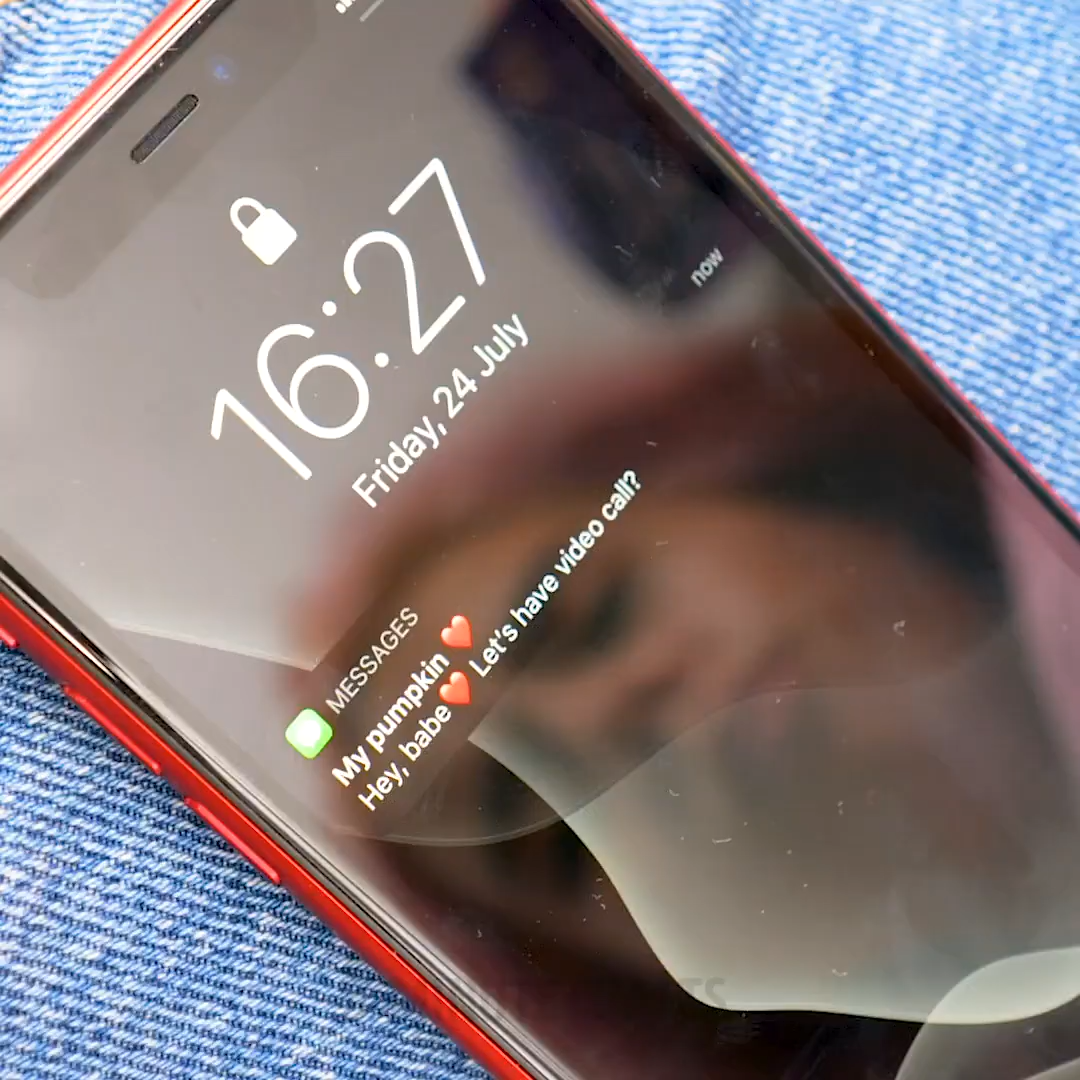 16:27
Friday, 24 July
MESSAGES
now
My pumpkin ❤️
Hey, babe❤️ Let's have video call?